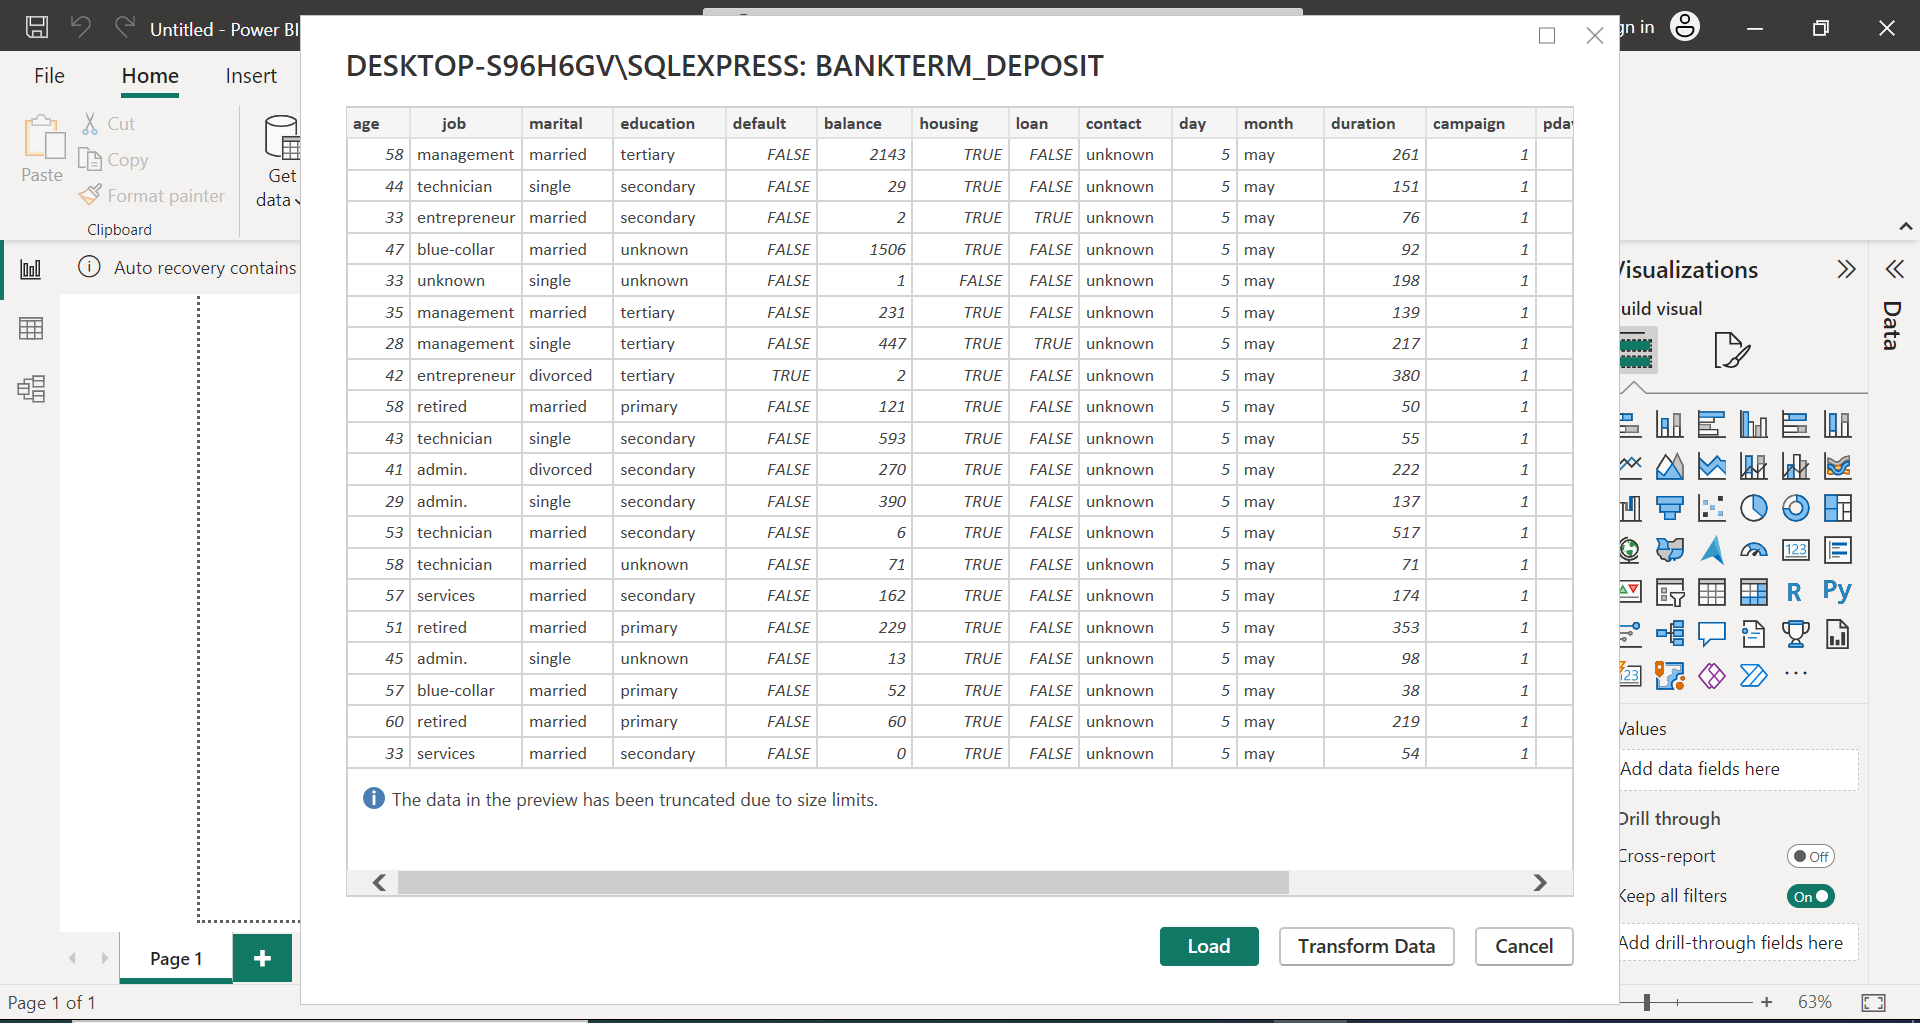 Untitled - Power BI
gn in
File
Home
Insert
Paste
Cut
Copy
Format painter
Clipboard
Get
data
Auto recovery contains
DESKTOP-S96H6GV\SQLEXPRESS: BANKTERM_DEPOSIT
age job marital education default balance housing loan contact day month duration campaign pda
58 management married tertiary FALSE 2143 TRUE FALSE unknown 5 may 261 1
44 technician single secondary FALSE 29 TRUE FALSE unknown 5 may 151 1
33 entrepreneur married secondary FALSE 2 TRUE TRUE unknown 5 may 76 1
47 blue-collar married unknown FALSE 1506 TRUE FALSE unknown 5 may 92 1
33 unknown single unknown FALSE 1 FALSE FALSE unknown 5 may 198 1
35 management married tertiary FALSE 231 TRUE FALSE unknown 5 may 139 1
28 management single tertiary FALSE 447 TRUE TRUE unknown 5 may 217 1
42 entrepreneur divorced tertiary TRUE 2 TRUE FALSE unknown 5 may 380 1
58 retired married primary FALSE 121 TRUE FALSE unknown 5 may 50 1
43 technician single secondary FALSE 593 TRUE FALSE unknown 5 may 55 1
41 admin. divorced secondary FALSE 270 TRUE FALSE unknown 5 may 222 1
29 admin. single secondary FALSE 390 TRUE FALSE unknown 5 may 137 1
53 technician married secondary FALSE 6 TRUE FALSE unknown 5 may 517 1
58 technician married unknown FALSE 71 TRUE FALSE unknown 5 may 71 1
57 services married secondary FALSE 162 TRUE FALSE unknown 5 may 174 1
51 retired married primary FALSE 229 TRUE FALSE unknown 5 may 353 1
45 admin. single unknown FALSE 13 TRUE FALSE unknown 5 may 98 1
57 blue-collar married primary FALSE 52 TRUE FALSE unknown 5 may 38 1
60 retired married primary FALSE 60 TRUE FALSE unknown 5 may 219 1
33 services married secondary FALSE 0 TRUE FALSE unknown 5 may 54 1
The data in the preview has been truncated due to size limits.
Load
Transform Data
Cancel
isualizations
uild visual
Data
123
R
Py
123
alues
Add data fields here
Drill through
Cross-report
Off
Keep all filters
On
Add drill-through fields here
Page 1
Page 1 of 1
63%